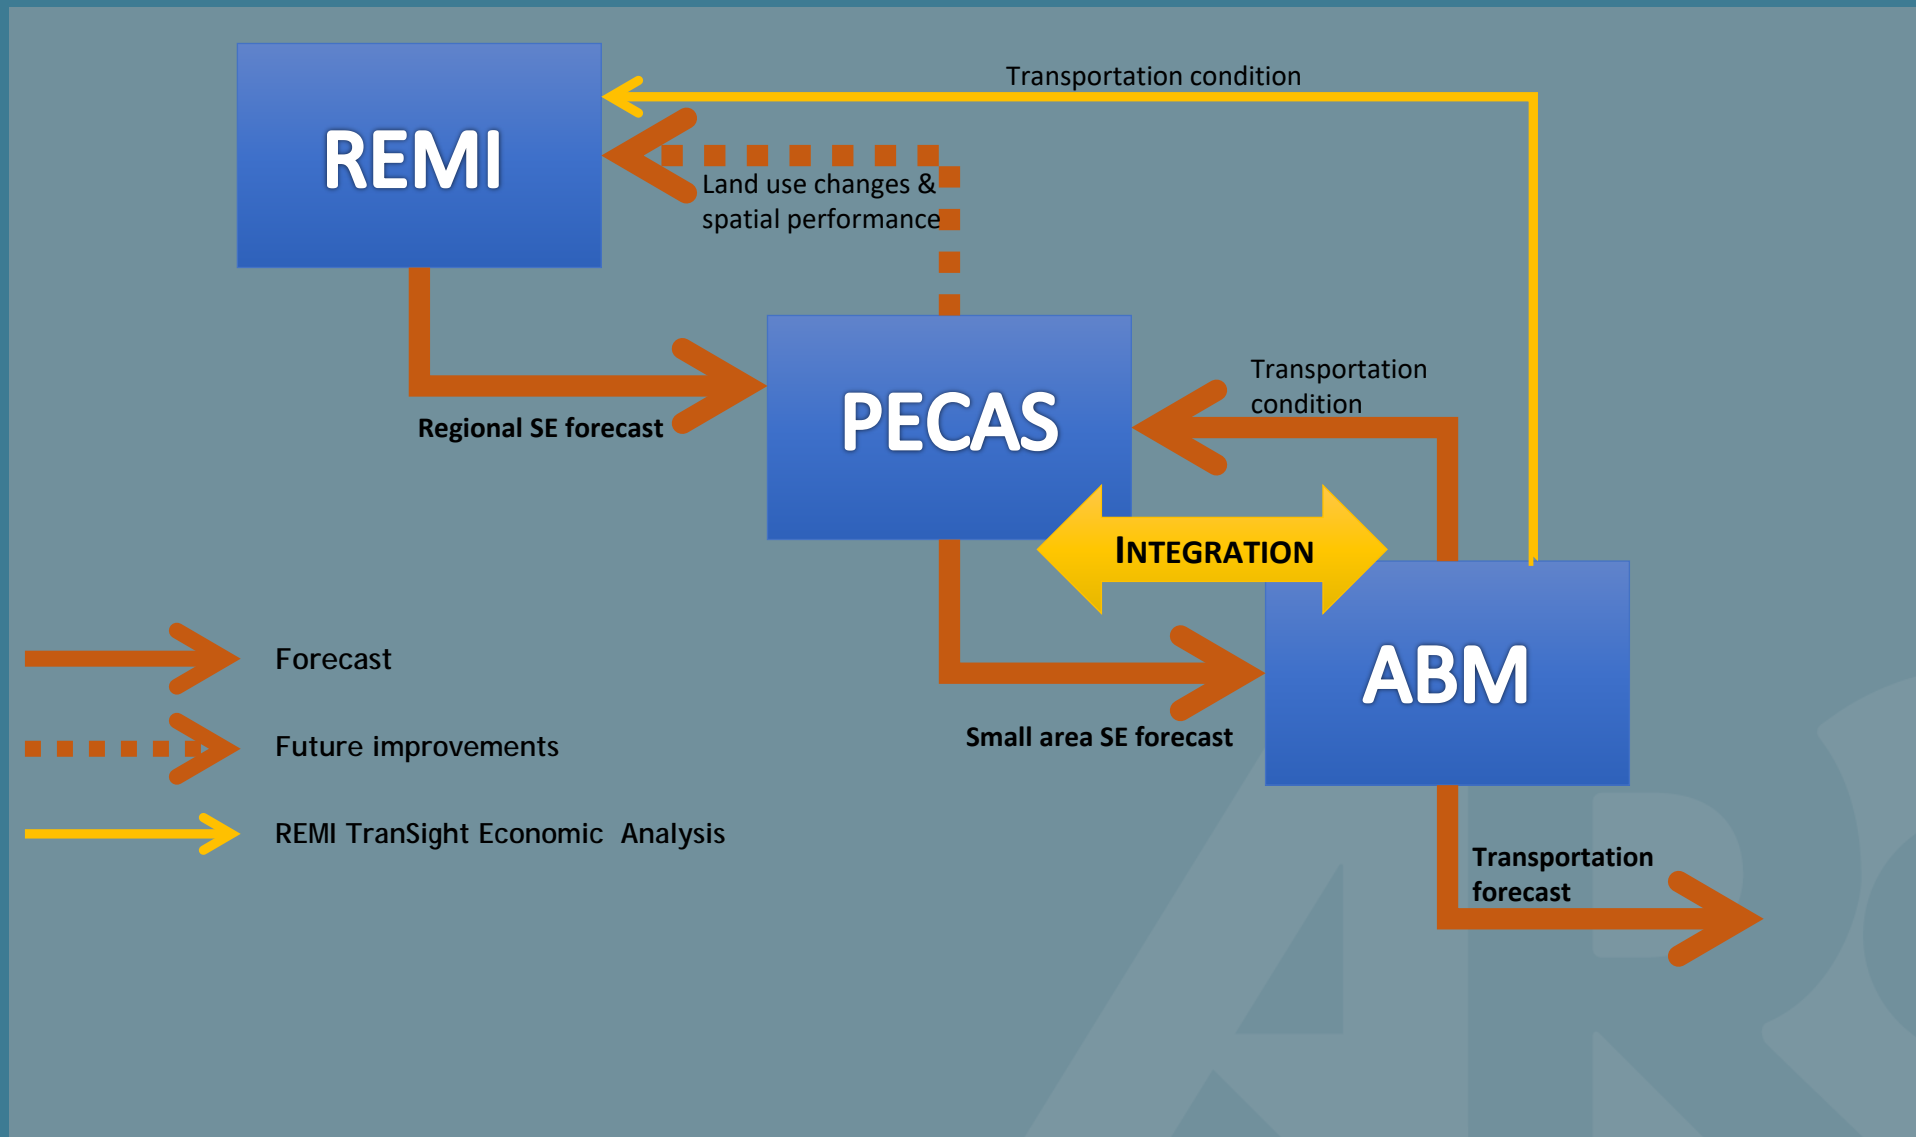 Transportation condition
REMI
Land use changes &
spatial performance
Transportation
condition
PECAS
Regional SE forecast
INTEGRATION
Forecast
ABM
Small area SE forecast
Future improvements
REMI TranSight Economic Analysis
Transportation
forecast
ARC